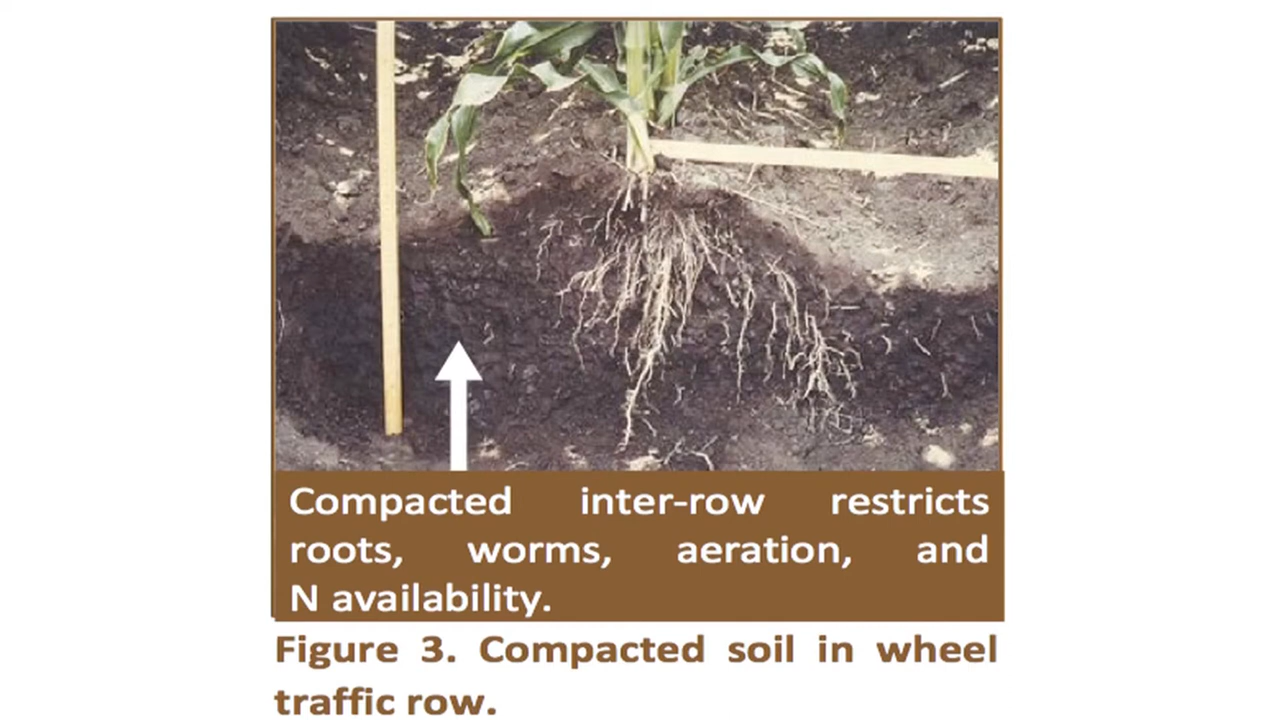 Compacted inter-row restricts
roots, worms, aeration, and
N availability.
Figure 3. Compacted soil in wheel
traffic row.